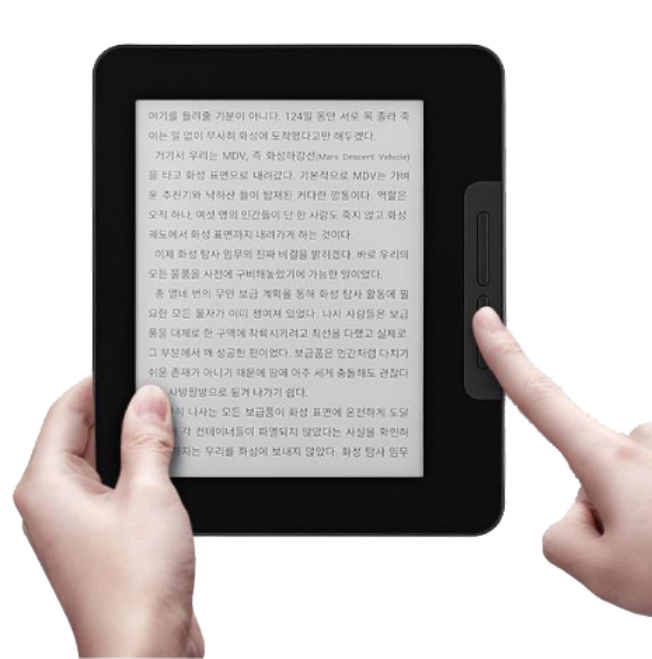 야기를 들려줄 기분이 아니다. 124일 동안 서로 목 졸라 죽
이는 일 없이 무사히 화성에 도착했다고만 해두겠다.
거기서 우리는 MDV, 즉 화성하강선(Mars Descent Vehicle)
을 타고 화성 표면으로 내려갔다. 기본적으로 MDV는 가벼
운 추진기와 낙하산 들이 탑재된 커다란 깡통이다. 역할은
오직 하나, 여섯 명의 인간들이 단 한 사람도 죽지 않고 화성
궤도에서 화성 표면까지 내려가게 하는 것이다.
이제 화성 탐사 임무의 진짜 비결을 밝히겠다. 바로 우리의
모든 물품을 사전에 구비해놓았기에 가능한 일이었다.
총 열네 번의 무인 보급 계획을 통해 화성 탐사 활동에 필
요한 모든 물자가 이미 쟁여져 있었다. 나사 사람들은 보급
품을 대체로 한 구역에 착륙시키려고 최선을 다했고 실제로
그 부분에서 꽤 성공한 편이었다. 보급품은 인간처럼 다치기
쉬운 존재가 아니기 때문에 땅에 아주 세게 충돌해도 괜찮다
사방팔방으로 튕겨 나가기 쉽다.
나사는 모든 보급품이 화성 표면에 온전하게 도달
각 컨테이너들이 파열되지 않았다는 사실을 확인하
우리를 화성에 보내지 않았다. 화성 탐사 임무